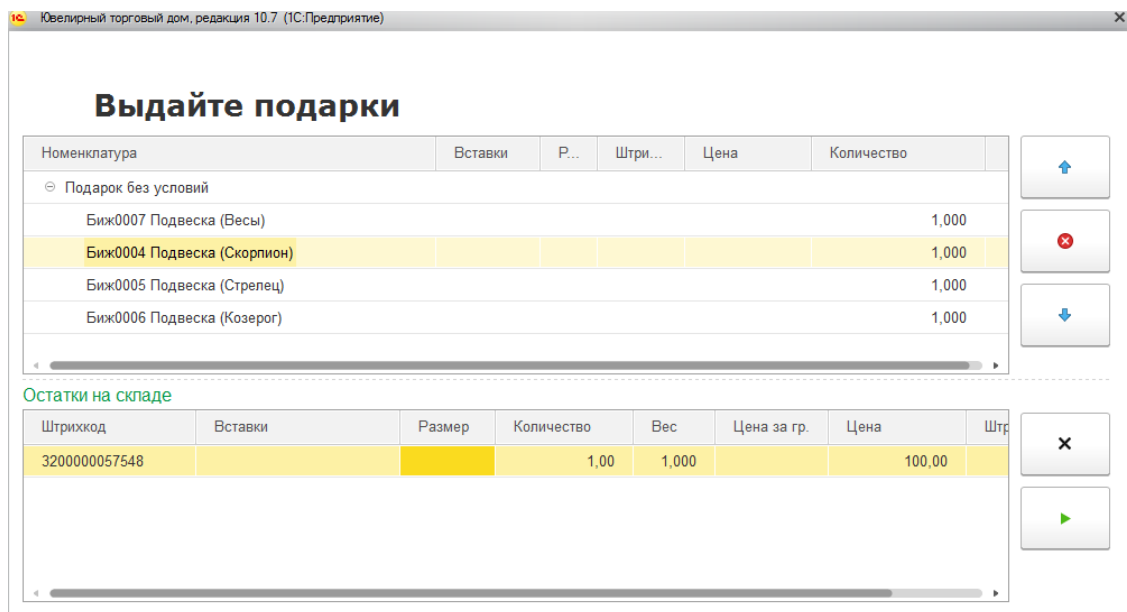 1С Ювелирный торговый дом, редакция 10.7 (1С:Предприятие)
Выдайте подарки
Номенклатура Вставки Р... Штри... Цена Количество
Подарок без условий
Биж0007 Подвеска (Весы) 1,000
Биж0004 Подвеска (Скорпион) 1,000
Биж0005 Подвеска (Стрелец) 1,000
Биж0006 Подвеска (Козерог) 1,000
Остатки на складе
Штрихкод Вставки Размер Количество Вес Цена за гр. Цена Штр
3200000057548 1,00 1,000 100,00